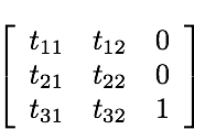 t₁₁ t₁₂ 0
t₂₁ t₂₂ 0
t₃₁ t₃₂ 1